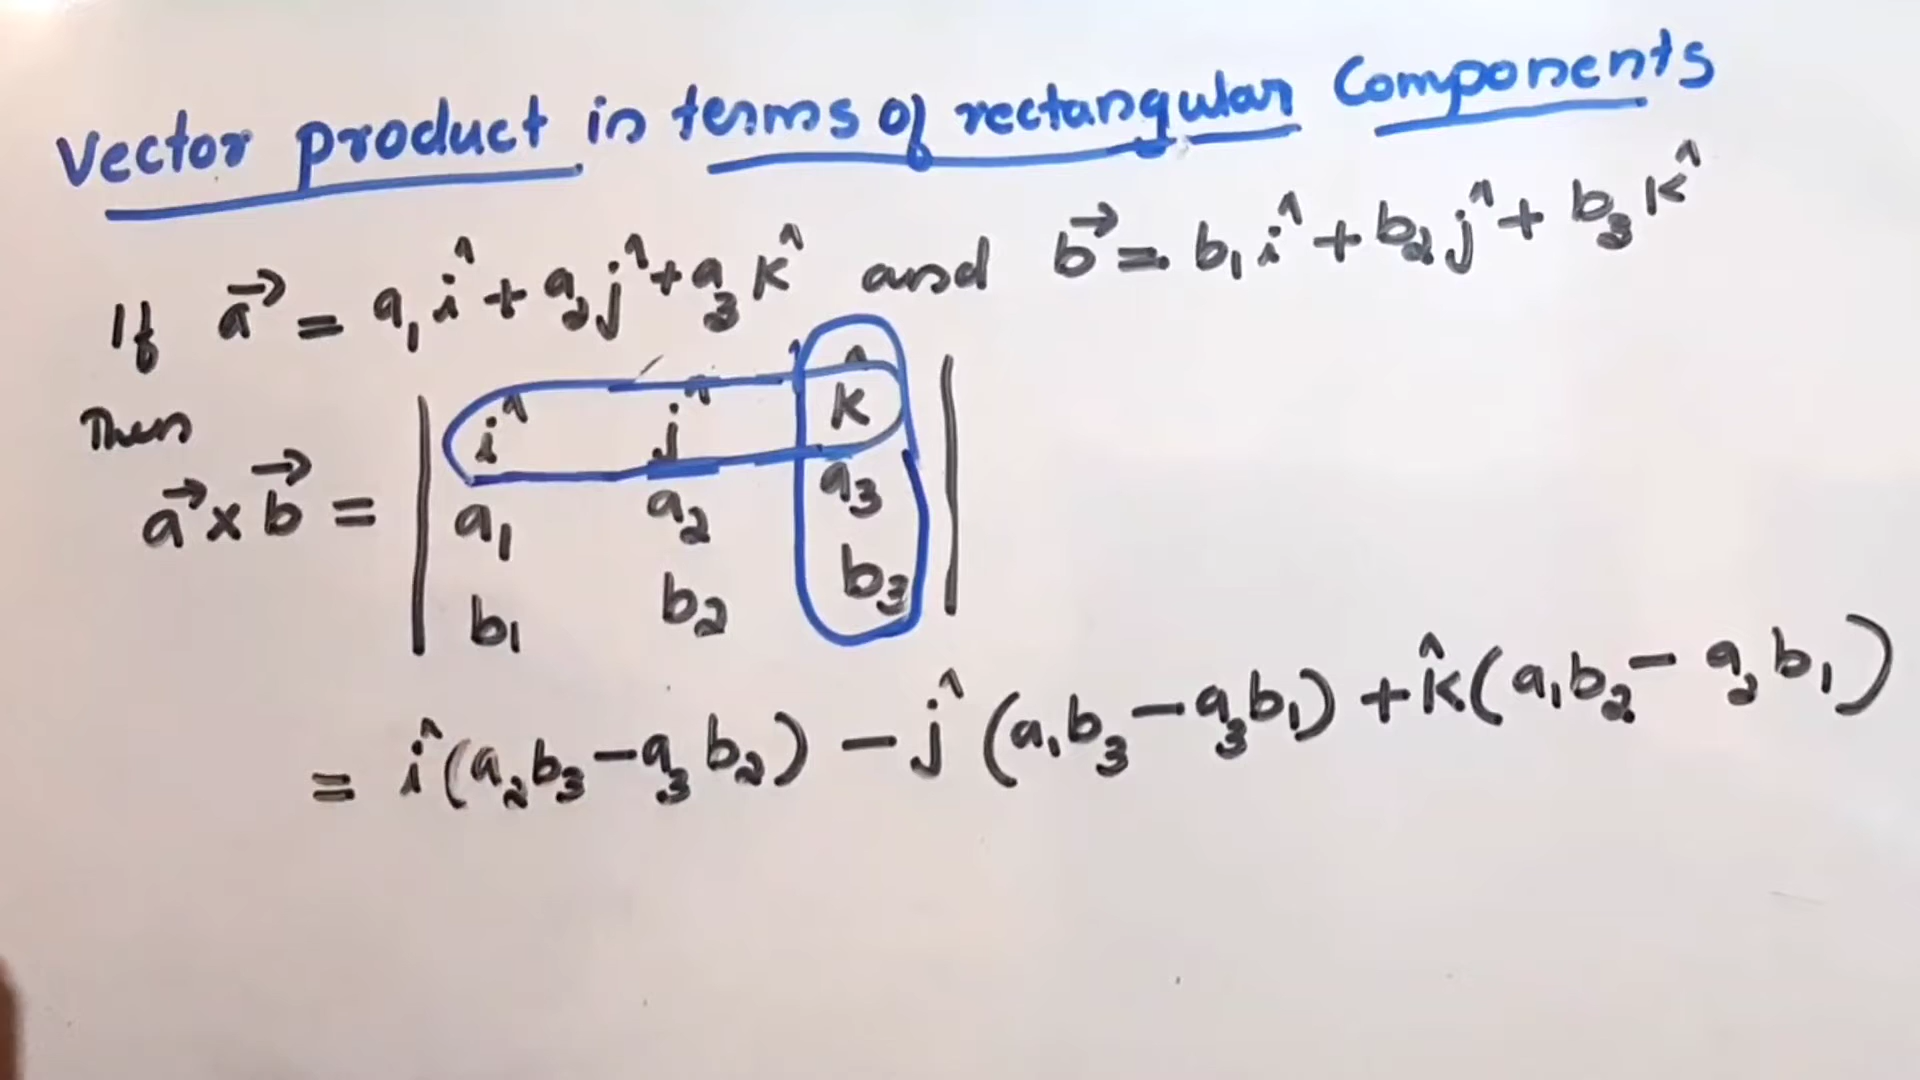 Vector product in terms of rectangular Components
If a⃗ = a₁î + a₂ĵ + a₃k̂ and b⃗ = b₁î + b₂ĵ + b₃k̂
Then
a⃗ × b⃗ = | î ĵ k̂ |
| a₁ a₂ a₃ |
| b₁ b₂ b₃ |
= î(a₂b₃ − a₃b₂) − ĵ(a₁b₃ − a₃b₁) + k̂(a₁b₂ − a₂b₁)